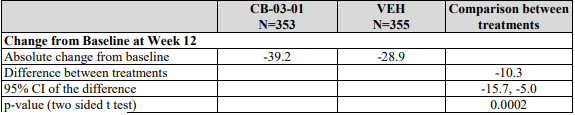 CB-03-01 VEH Comparison between
N=353 N=355 treatments
Change from Baseline at Week 12
Absolute change from baseline -39.2 -28.9
Difference between treatments -10.3
95% CI of the difference -15.7, -5.0
p-value (two sided t test) 0.0002